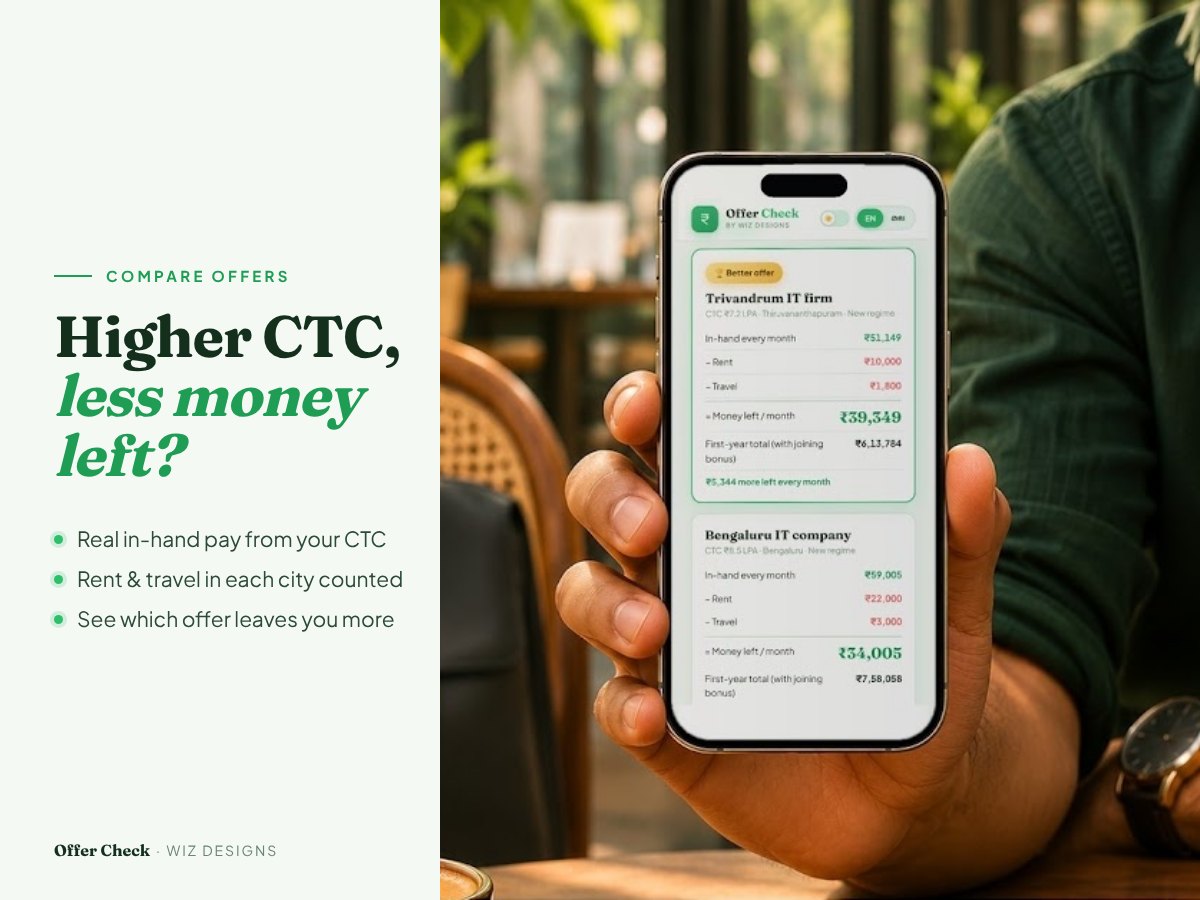 COMPARE OFFERS
Higher CTC,
less money
left?
Real in-hand pay from your CTC
Rent & travel in each city counted
See which offer leaves you more
Offer Check · WIZ DESIGNS
₹
Offer Check
BY WIZ DESIGNS
EN
Better offer
Trivandrum IT firm
CTC ₹7.2 LPA · Thiruvananthapuram · New regime
In-hand every month ₹51,149
− Rent ₹10,000
− Travel ₹1,800
= Money left / month ₹39,349
First-year total (with joining ₹6,13,784
bonus)
₹5,344 more left every month
Bengaluru IT company
CTC ₹8.5 LPA · Bengaluru · New regime
In-hand every month ₹59,005
− Rent ₹22,000
− Travel ₹3,000
= Money left / month ₹34,005
First-year total (with joining ₹7,58,058
bonus)